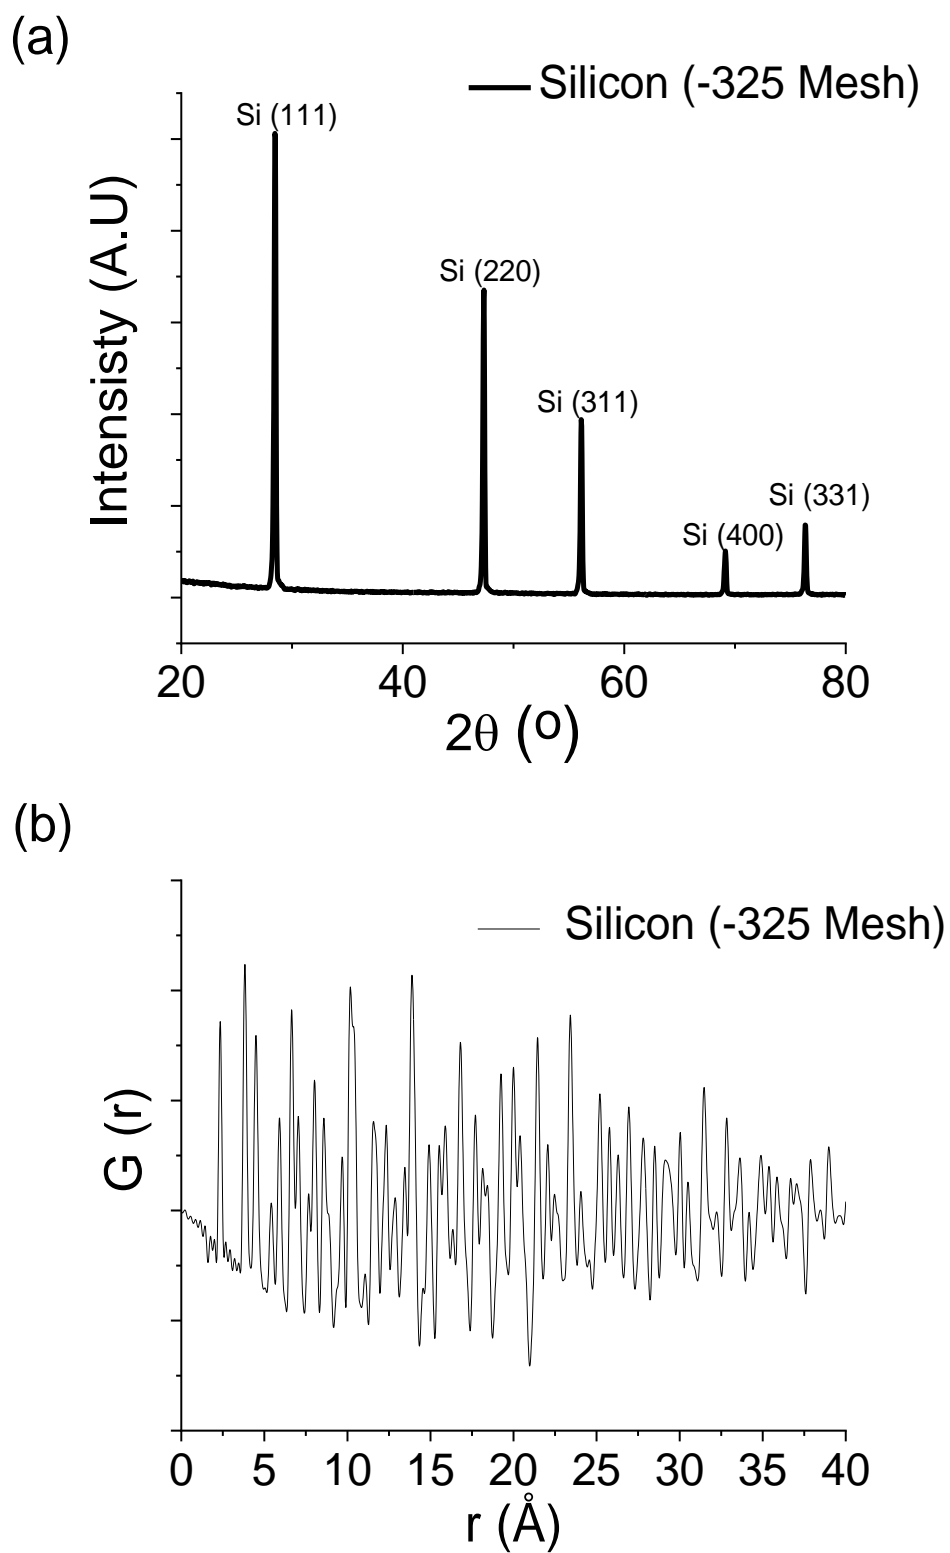 (a)
Silicon (-325 Mesh)
Si (111)
Si (220)
Si (311)
Si (400)
Si (331)
Intensisty (A.U)
20 40 60 80
2θ (º)
(b)
Silicon (-325 Mesh)
G (r)
0 5 10 15 20 25 30 35 40
r (Å)